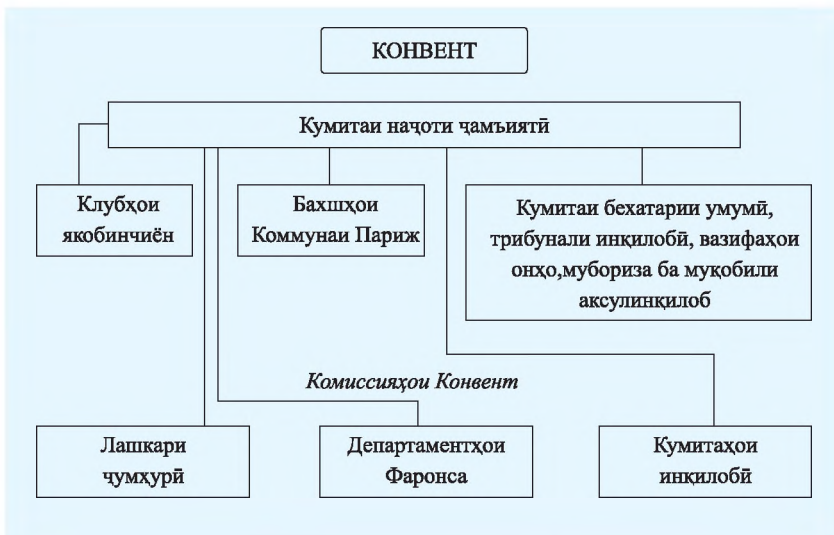 КОНВЕНТ
Кумитаи наҷоти ҷамъиятӣ
Клубҳои
якобинчиён
Бахшҳои
Коммунаи Париж
Кумитаи бехатарии умумӣ,
трибунали инқилобӣ, вазифаҳои
онҳо,мубориза ба муқобили
аксулинқилоб
Комиссияҳои Конвент
Лашкари
ҷумҳурӣ
Департаментҳои
Фаронса
Кумитаҳои
инқилобӣ